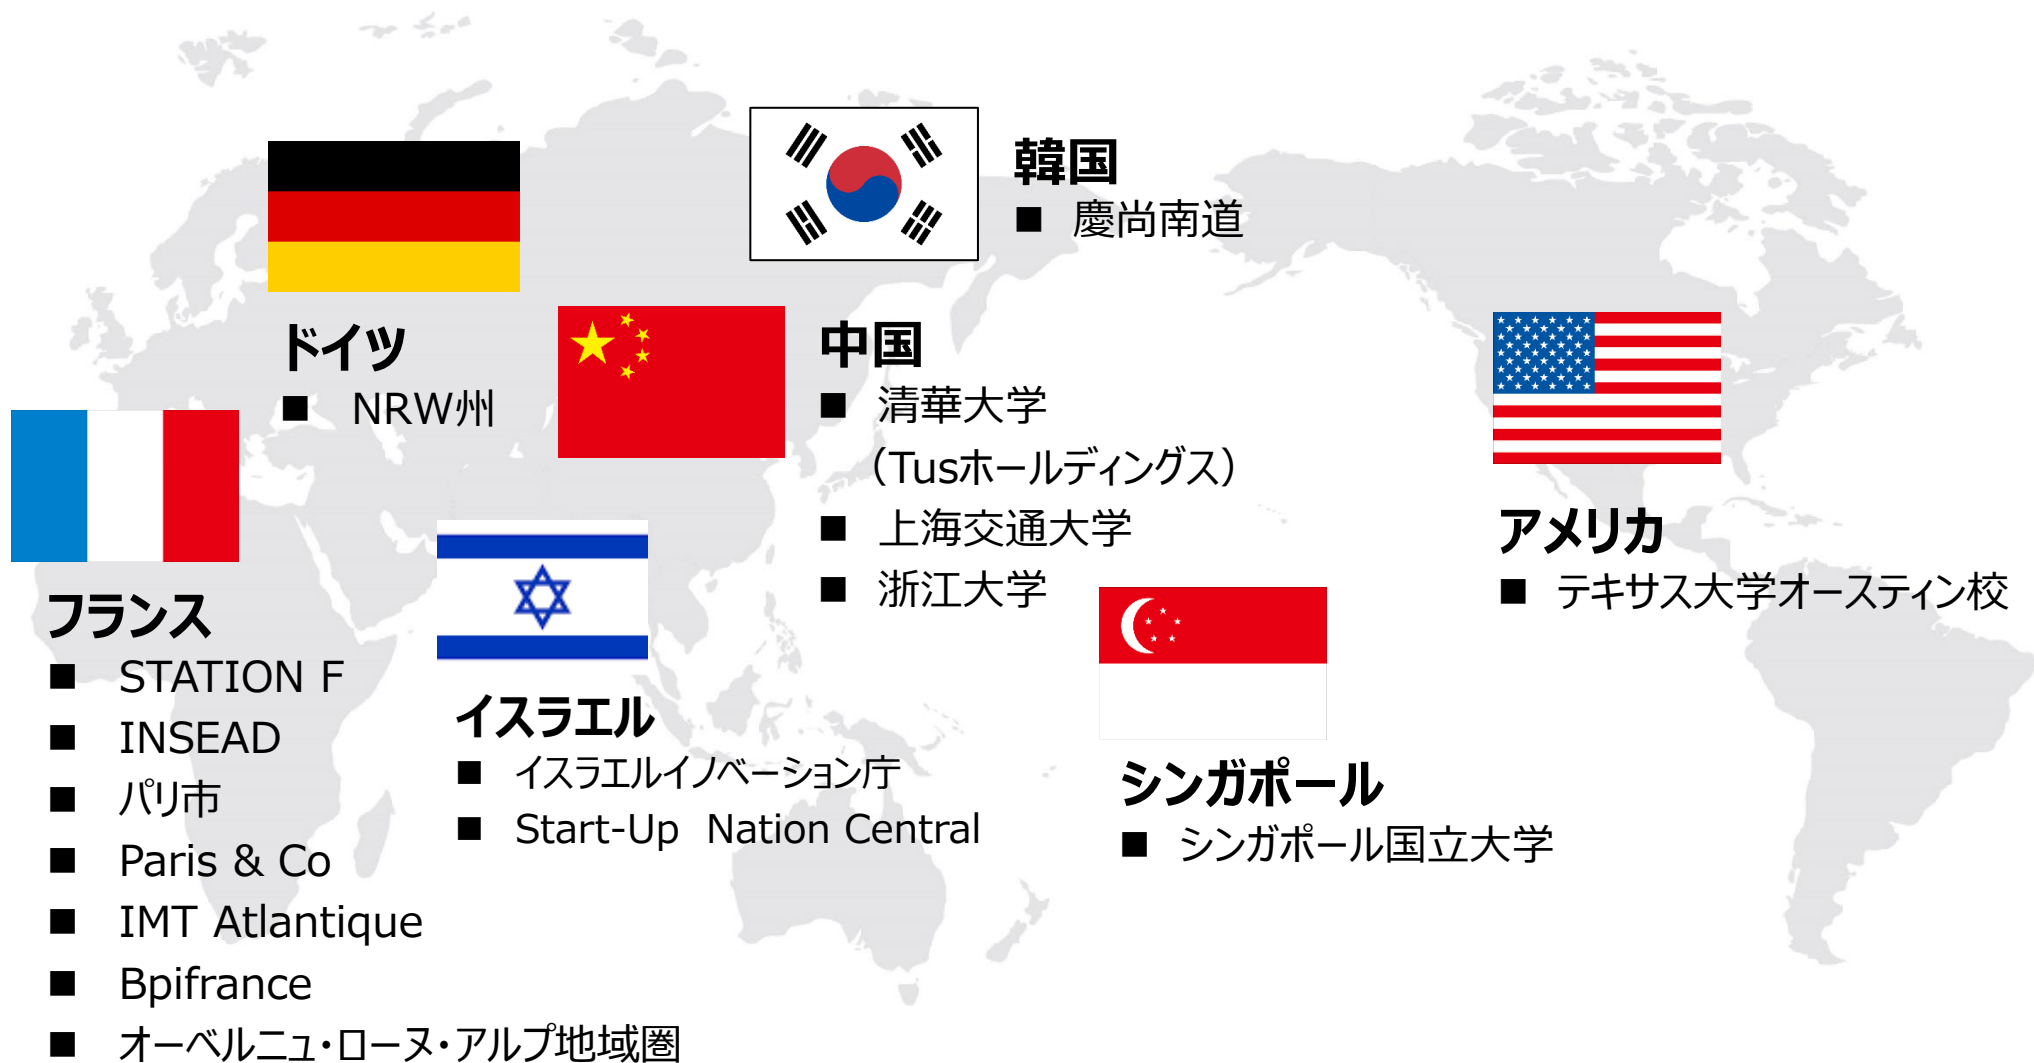 韓国
■ 慶尚南道
ドイツ
■ NRW州
中国
■ 清華大学
（Tusホールディングス）
■ 上海交通大学
■ 浙江大学
アメリカ
■ テキサス大学オースティン校
フランス
■ STATION F
■ INSEAD
■ パリ市
■ Paris & Co
■ IMT Atlantique
■ Bpifrance
■ オーベルニュ・ローヌ・アルプ地域圏
イスラエル
■ イスラエルイノベーション庁
■ Start-Up Nation Central
シンガポール
■ シンガポール国立大学